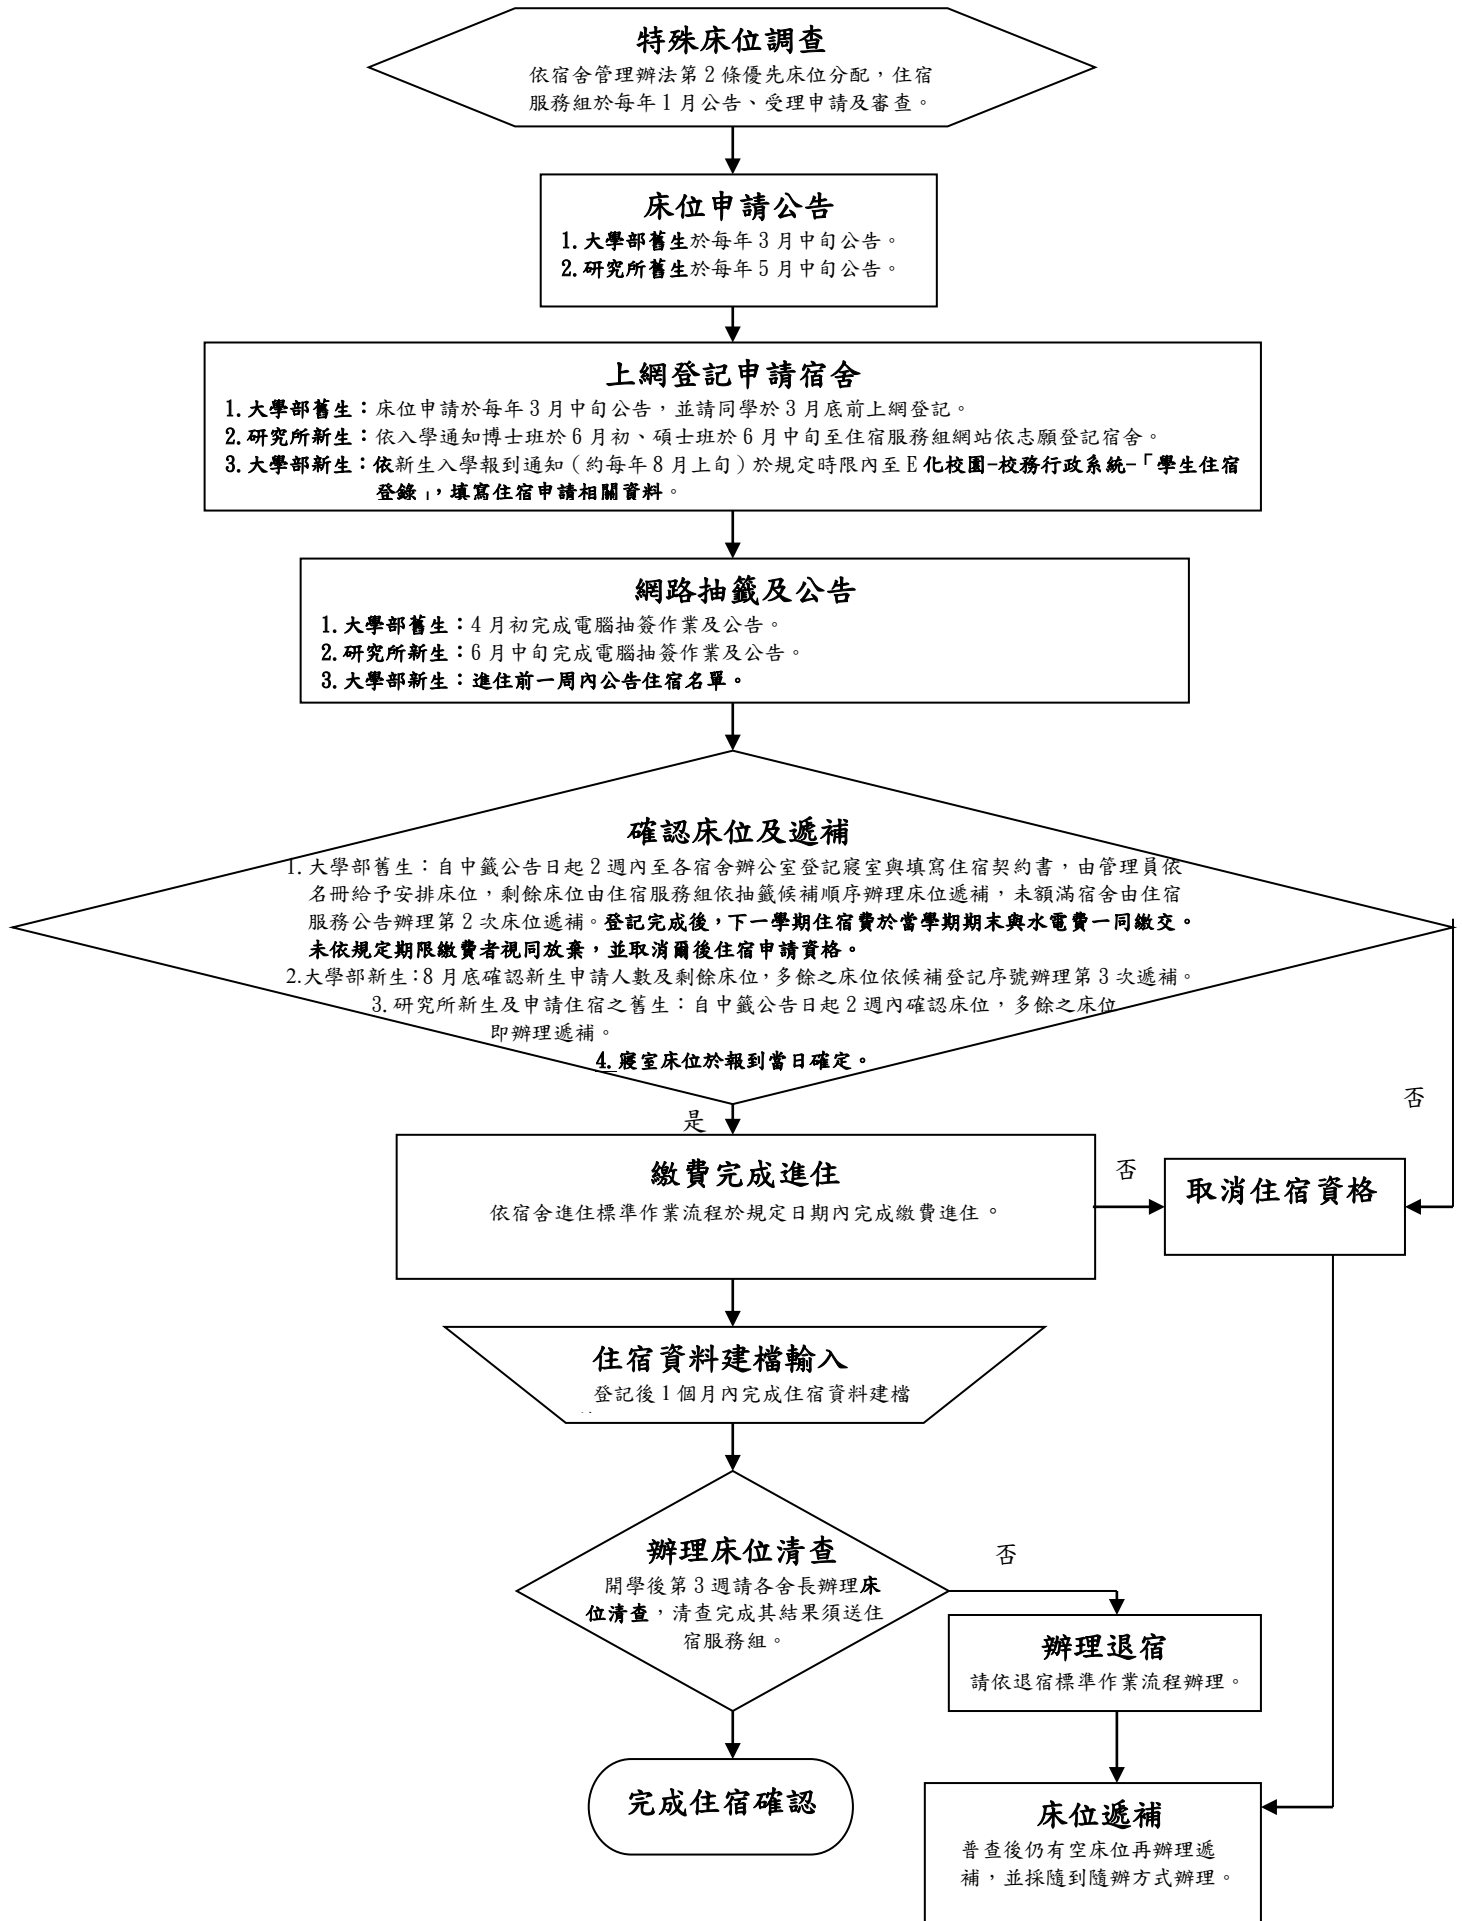 特殊床位調查
依宿舍管理辦法第 2 條優先床位分配，住宿
服務組於每年 1 月公告、受理申請及審查。
床位申請公告
1. 大學部舊生於每年 3 月中旬公告。
2. 研究所舊生於每年 5 月中旬公告。
上網登記申請宿舍
1. 大學部舊生：床位申請於每年 3 月中旬公告，並請同學於 3 月底前上網登記。
2. 研究所新生：依入學通知博士班於 6 月初、碩士班於 6 月中旬至住宿服務組網站依志願登記宿舍。
3. 大學部新生：依新生入學報到通知（約每年 8 月上旬）於規定時限內至 E 化校園-校務行政系統-「學生住宿
登錄」，填寫住宿申請相關資料。
網路抽籤及公告
1. 大學部舊生：4 月初完成電腦抽簽作業及公告。
2. 研究所新生：6 月中旬完成電腦抽簽作業及公告。
3. 大學部新生：進住前一周內公告住宿名單。
確認床位及遞補
1. 大學部舊生：自中籤公告日起 2 週內至各宿舍辦公室登記寢室與填寫住宿契約書，由管理員依
名冊給予安排床位，剩餘床位由住宿服務組依抽籤候補順序辦理床位遞補，未額滿宿舍由住宿
服務公告辦理第 2 次床位遞補。登記完成後，下一學期住宿費於當學期期末與水電費一同繳交。
未依規定期限繳費者視同放棄，並取消爾後住宿申請資格。
2.大學部新生:8 月底確認新生申請人數及剩餘床位,多餘之床位依候補登記序號辦理第 3 次遞補。
3. 研究所新生及申請住宿之舊生：自中籤公告日起 2 週內確認床位，多餘之床位
即辦理遞補。
4. 寢室床位於報到當日確定。
否
是
繳費完成進住
依宿舍進住標準作業流程於規定日期內完成繳費進住。
否
取消住宿資格
住宿資料建檔輸入
登記後 1 個月內完成住宿資料建檔
辦理床位清查
開學後第 3 週請各舍長辦理床
位清查，清查完成其結果須送住
宿服務組。
否
辦理退宿
請依退宿標準作業流程辦理。
完成住宿確認
床位遞補
普查後仍有空床位再辦理遞
補，並採隨到隨辦方式辦理。